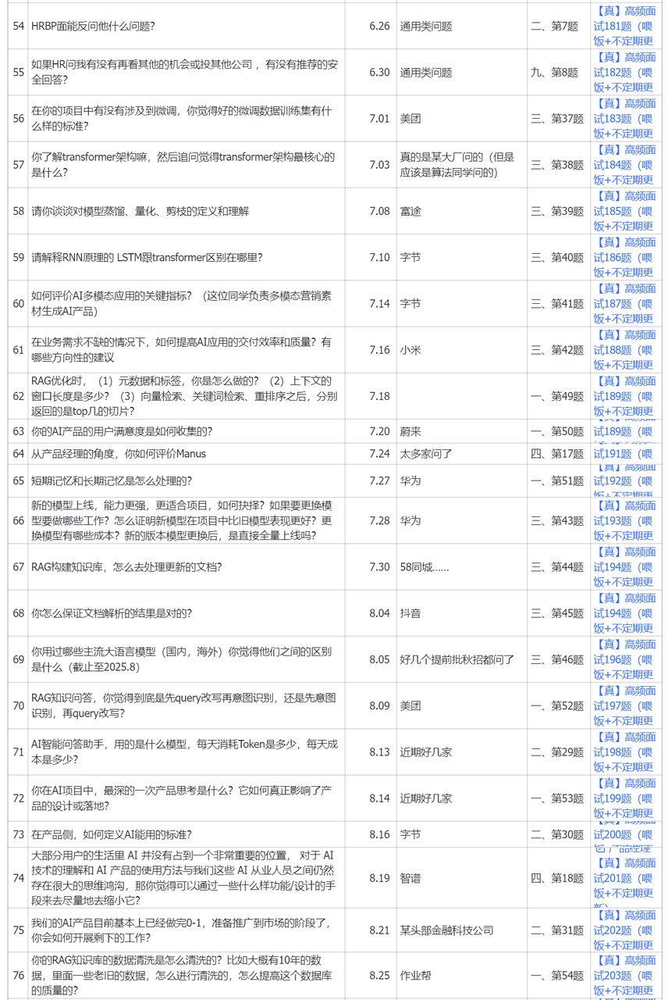 54 HRBP面能反问他什么问题? 6.26 通用类问题 二、第7题 【真】高频面
试181题（喂
饭+不定期更
55 如果HR问我有没有再看其他的机会或投其他公司 ，有没有推荐的安
全回答? 6.30 通用类问题 九、第8题 【真】高频面
试182题（喂
饭+不定期更
56 在你的项目中有没有涉及到微调，你觉得好的微调数据训练集有什
么样的标准? 7.01 美团 三、第37题 【真】高频面
试183题（喂
饭+不定期更
57 你了解transformer架构嘛，然后追问觉得transformer架构最核心的
是什么? 7.03 真的是某大厂问的（但是
应该是算法同学问的） 三、第38题 【真】高频面
试184题（喂
饭+不定期更
58 请你谈谈对模型蒸馏、量化、剪枝的定义和理解 7.08 富途 三、第39题 【真】高频面
试185题（喂
饭+不定期更
59 请解释RNN原理的 LSTM跟transformer区别在哪里? 7.10 字节 三、第40题 【真】高频面
试186题（喂
饭+不定期更
60 如何评价AI多模态应用的关键指标? （这位同学负责多模态营销素
材生成AI产品） 7.14 字节 三、第41题 【真】高频面
试187题（喂
饭+不定期更
61 在业务需求不缺的情况下，如何提高AI应用的交付效率和质量? 有
哪些方向性的建议 7.16 小米 三、第42题 【真】高频面
试188题（喂
饭+不定期更
62 RAG优化时，（1）元数据和标签，你是怎么做的? （2）上下文的
窗口长度是多少? （3）向量检索、关键词检索、重排序之后，分别
返回的是top几的切片? 7.18 一、第49题 【真】高频面
试189题（喂
饭+不定期更
63 你的AI产品的用户满意度是如何收集的? 7.20 蔚来 一、第50题 试189题（喂
64 从产品经理的角度，你如何评价Manus 7.24 太多家问了 四、第17题 试191题（喂
65 短期记忆和长期记忆是怎么处理的? 7.27 华为 一、第51题 【真】高频面
试192题（喂
饭+不定期更
66 新的模型上线，能力更强，更适合项目，如何抉择? 如果要更换模
型要做哪些工作? 怎么证明新模型在项目中比旧模型表现更好? 更
换模型有哪些成本? 新的版本模型更换后，是直接全量上线吗? 7.28 华为 三、第43题 【真】高频面
试193题（喂
饭+不定期更
67 RAG构建知识库，怎么去处理更新的文档? 7.30 58同城...... 三、第44题 【真】高频面
试194题（喂
饭+不定期更
68 你怎么保证文档解析的结果是对的? 8.04 抖音 三、第45题 【真】高频面
试194题（喂
饭+不定期更
69 你用过哪些主流大语言模型（国内，海外）你觉得他们之间的区别
是什么（截止至2025.8） 8.05 好几个提前批秋招都问了 三、第46题 【真】高频面
试196题（喂
饭+不定期更
70 RAG知识问答，你觉得到底是先query改写再意图识别，还是先意图
识别，再query改写? 8.09 美团 一、第52题 【真】高频面
试197题（喂
饭+不定期更
71 AI智能问答助手，用的是什么模型，每天消耗Token是多少，每天成
本是多少? 8.13 近期好几家 二、第29题 【真】高频面
试198题（喂
饭+不定期更
72 你在AI项目中，最深的一次产品思考是什么? 它如何真正影响了产
品的设计或落地? 8.14 近期好几家 一、第53题 【真】高频面
试199题（喂
饭+不定期更
73 在产品侧，如何定义AI能用的标准? 8.16 字节 二、第30题 试200题（喂
74 大部分用户的生活里 AI 并没有占到一个非常重要的位置， 对于 AI
技术的理解和 AI 产品的使用方法与我们这些 AI 从业人员之间仍然
存在很大的思维鸿沟，那你觉得可以通过一些什么样功能/设计的手
段来去尽量地去缩小它? 8.19 智谱 四、第18题 【真】高频面
试201题（喂
饭+不定期更
75 我们的AI产品目前基本上已经做完0-1，准备推广到市场的阶段了，
你会如何开展剩下的工作? 8.21 某头部金融科技公司 二、第31题 【真】高频面
试202题（喂
饭+不定期更
76 你的RAG知识库的数据清洗是怎么清洗的? 比如大概有10年的数
据，里面一些老旧的数据，怎么进行清洗的，怎么提高这个数据库
的质量的? 8.25 作业帮 一、第54题 【真】高频面
试203题（喂
饭+不定期更